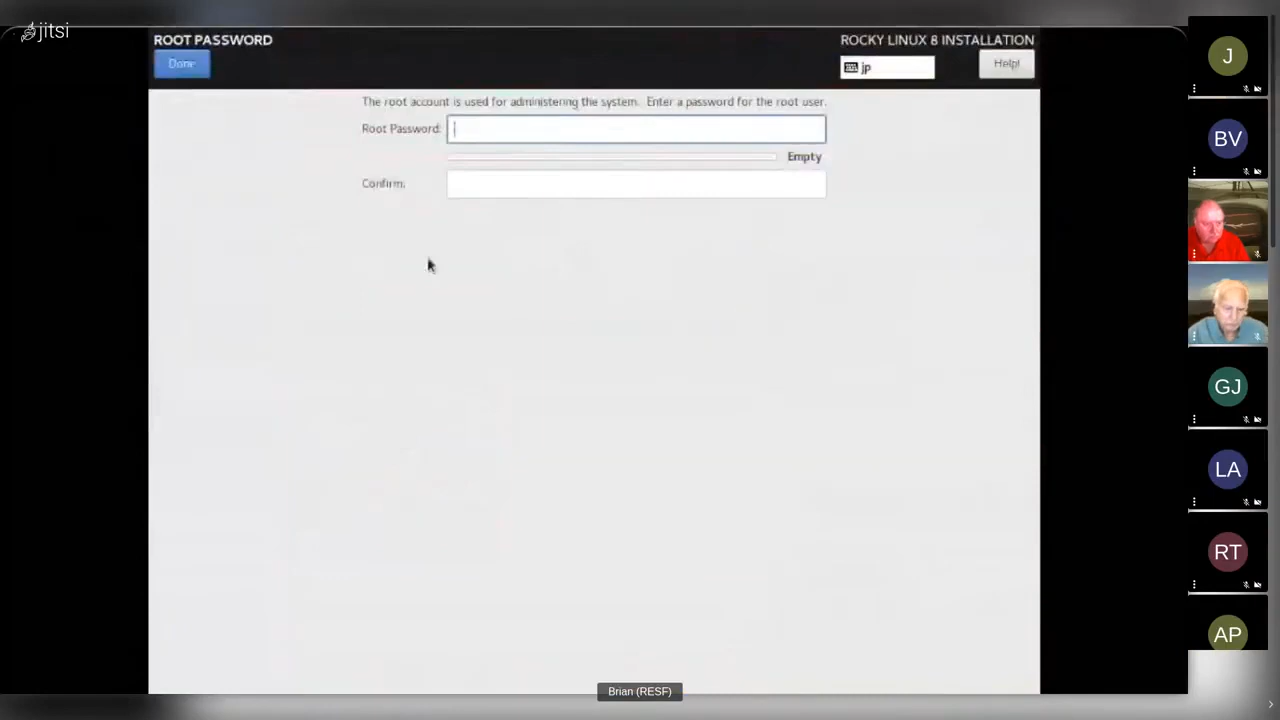 jitsi
ROOT PASSWORD
ROCKY LINUX 8 INSTALLATION
Done
jp
Help!
The root account is used for administering the system. Enter a password for the root user.
Root Password:
Empty
Confirm:
J
BV
GJ
LA
RT
AP
Brian (RESF)